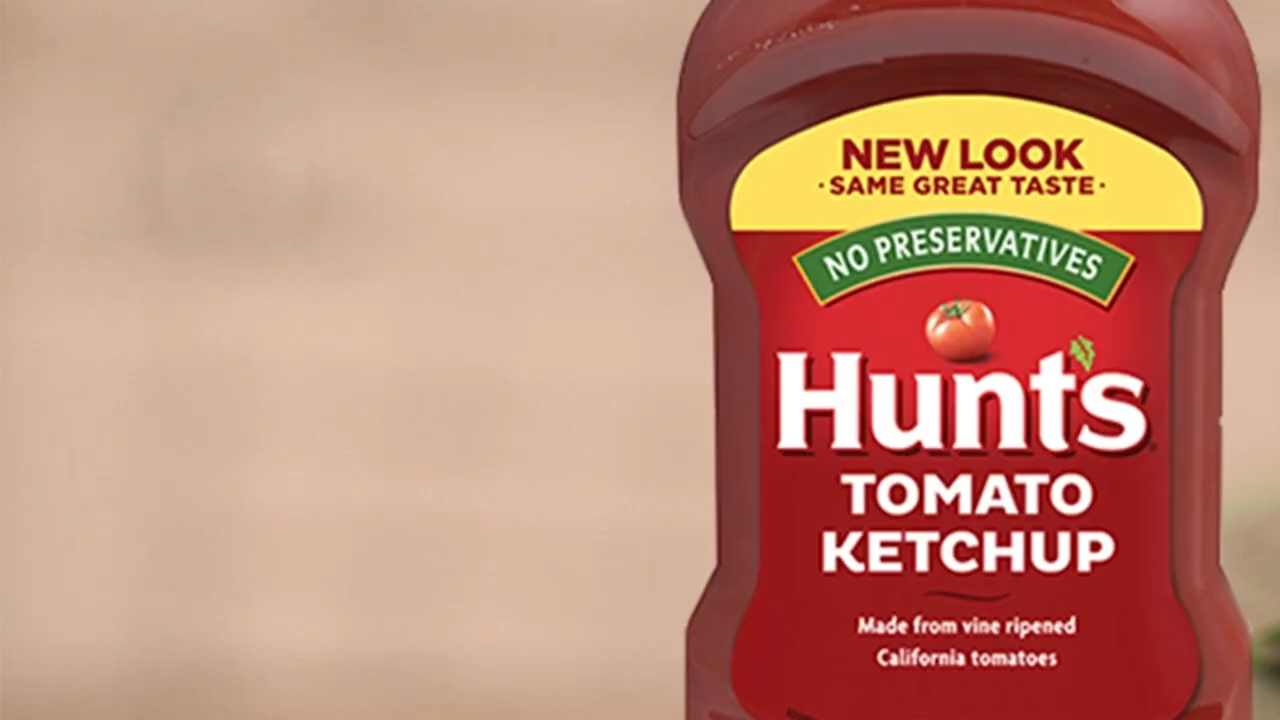 NEW LOOK
·SAME GREAT TASTE·
NO PRESERVATIVES
Hunt's
TOMATO
KETCHUP
Made from vine ripened
California tomatoes